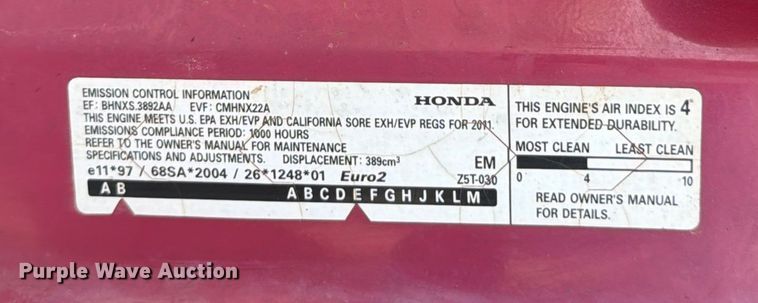 EMISSION CONTROL INFORMATION
HONDA
EF: BHNXS.3892AA EVF: CMHNX22A
THIS ENGINE MEETS U.S. EPA EXH/EVP AND CALIFORNIA SORE EXH/EVP REGS FOR 2011.
EMISSIONS COMPLIANCE PERIOD: 1000 HOURS
REFER TO THE OWNER'S MANUAL FOR MAINTENANCE
SPECIFICATIONS AND ADJUSTMENTS. DISPLACEMENT: 389cm³ EM
e11*97 / 68SA*2004 / 26*1248*01 Euro2 Z5T-030
A B A B C D E F G H J K L M
THIS ENGINE'S AIR INDEX IS 4
FOR EXTENDED DURABILITY.
MOST CLEAN LEAST CLEAN
0 4 10
READ OWNER'S MANUAL
FOR DETAILS.
Purple Wave Auction
Purple Wave Auction